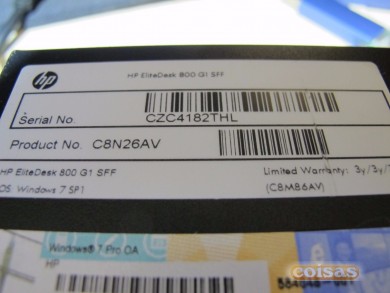 hp
HP EliteDesk 800 G1 SFF
Serial No. CZC4182THL
Product No. C8N26AV
HP EliteDesk 800 G1 SFF
Limited Warranty: 3y/3y/
OS: Windows 7 SP1
(C8M86AV)
Windows® 7 Pro OA
HP
coisas